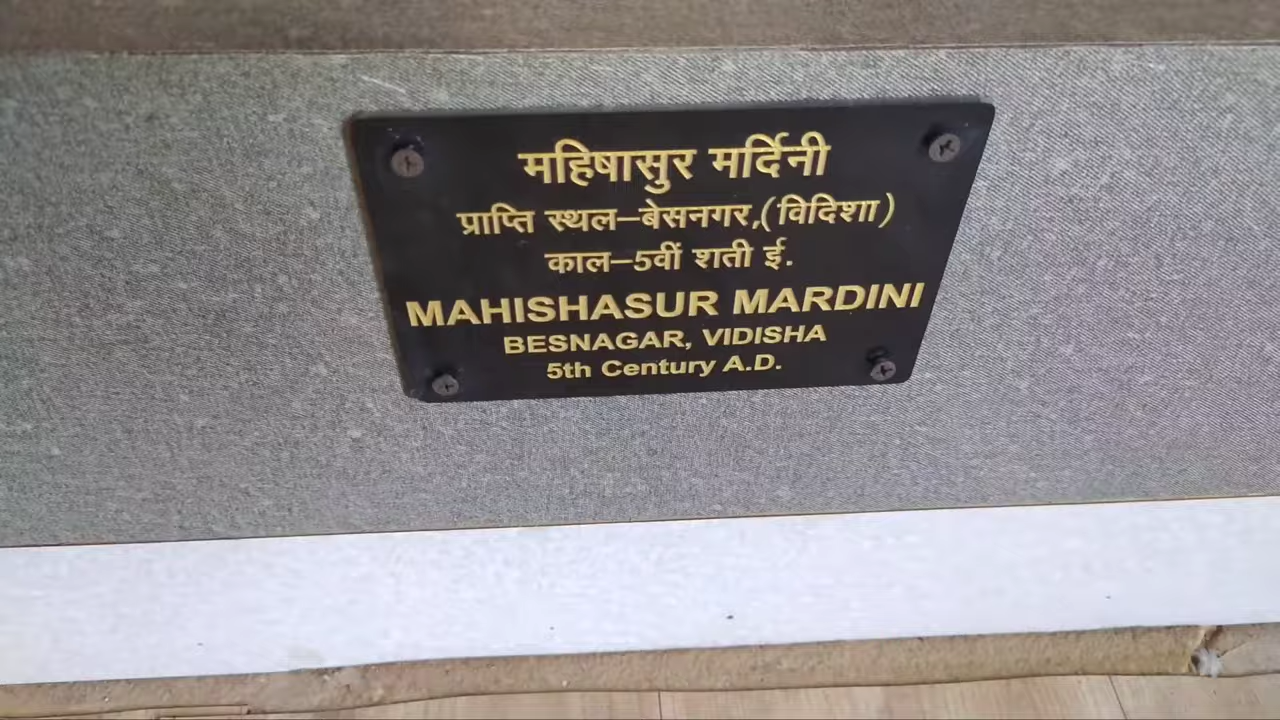 महिषासुर मर्दिनी
प्राप्ति स्थल–बेसनगर,(विदिशा)
काल–5वीं शती ई.
MAHISHASUR MARDINI
BESNAGAR, VIDISHA
5th Century A.D.